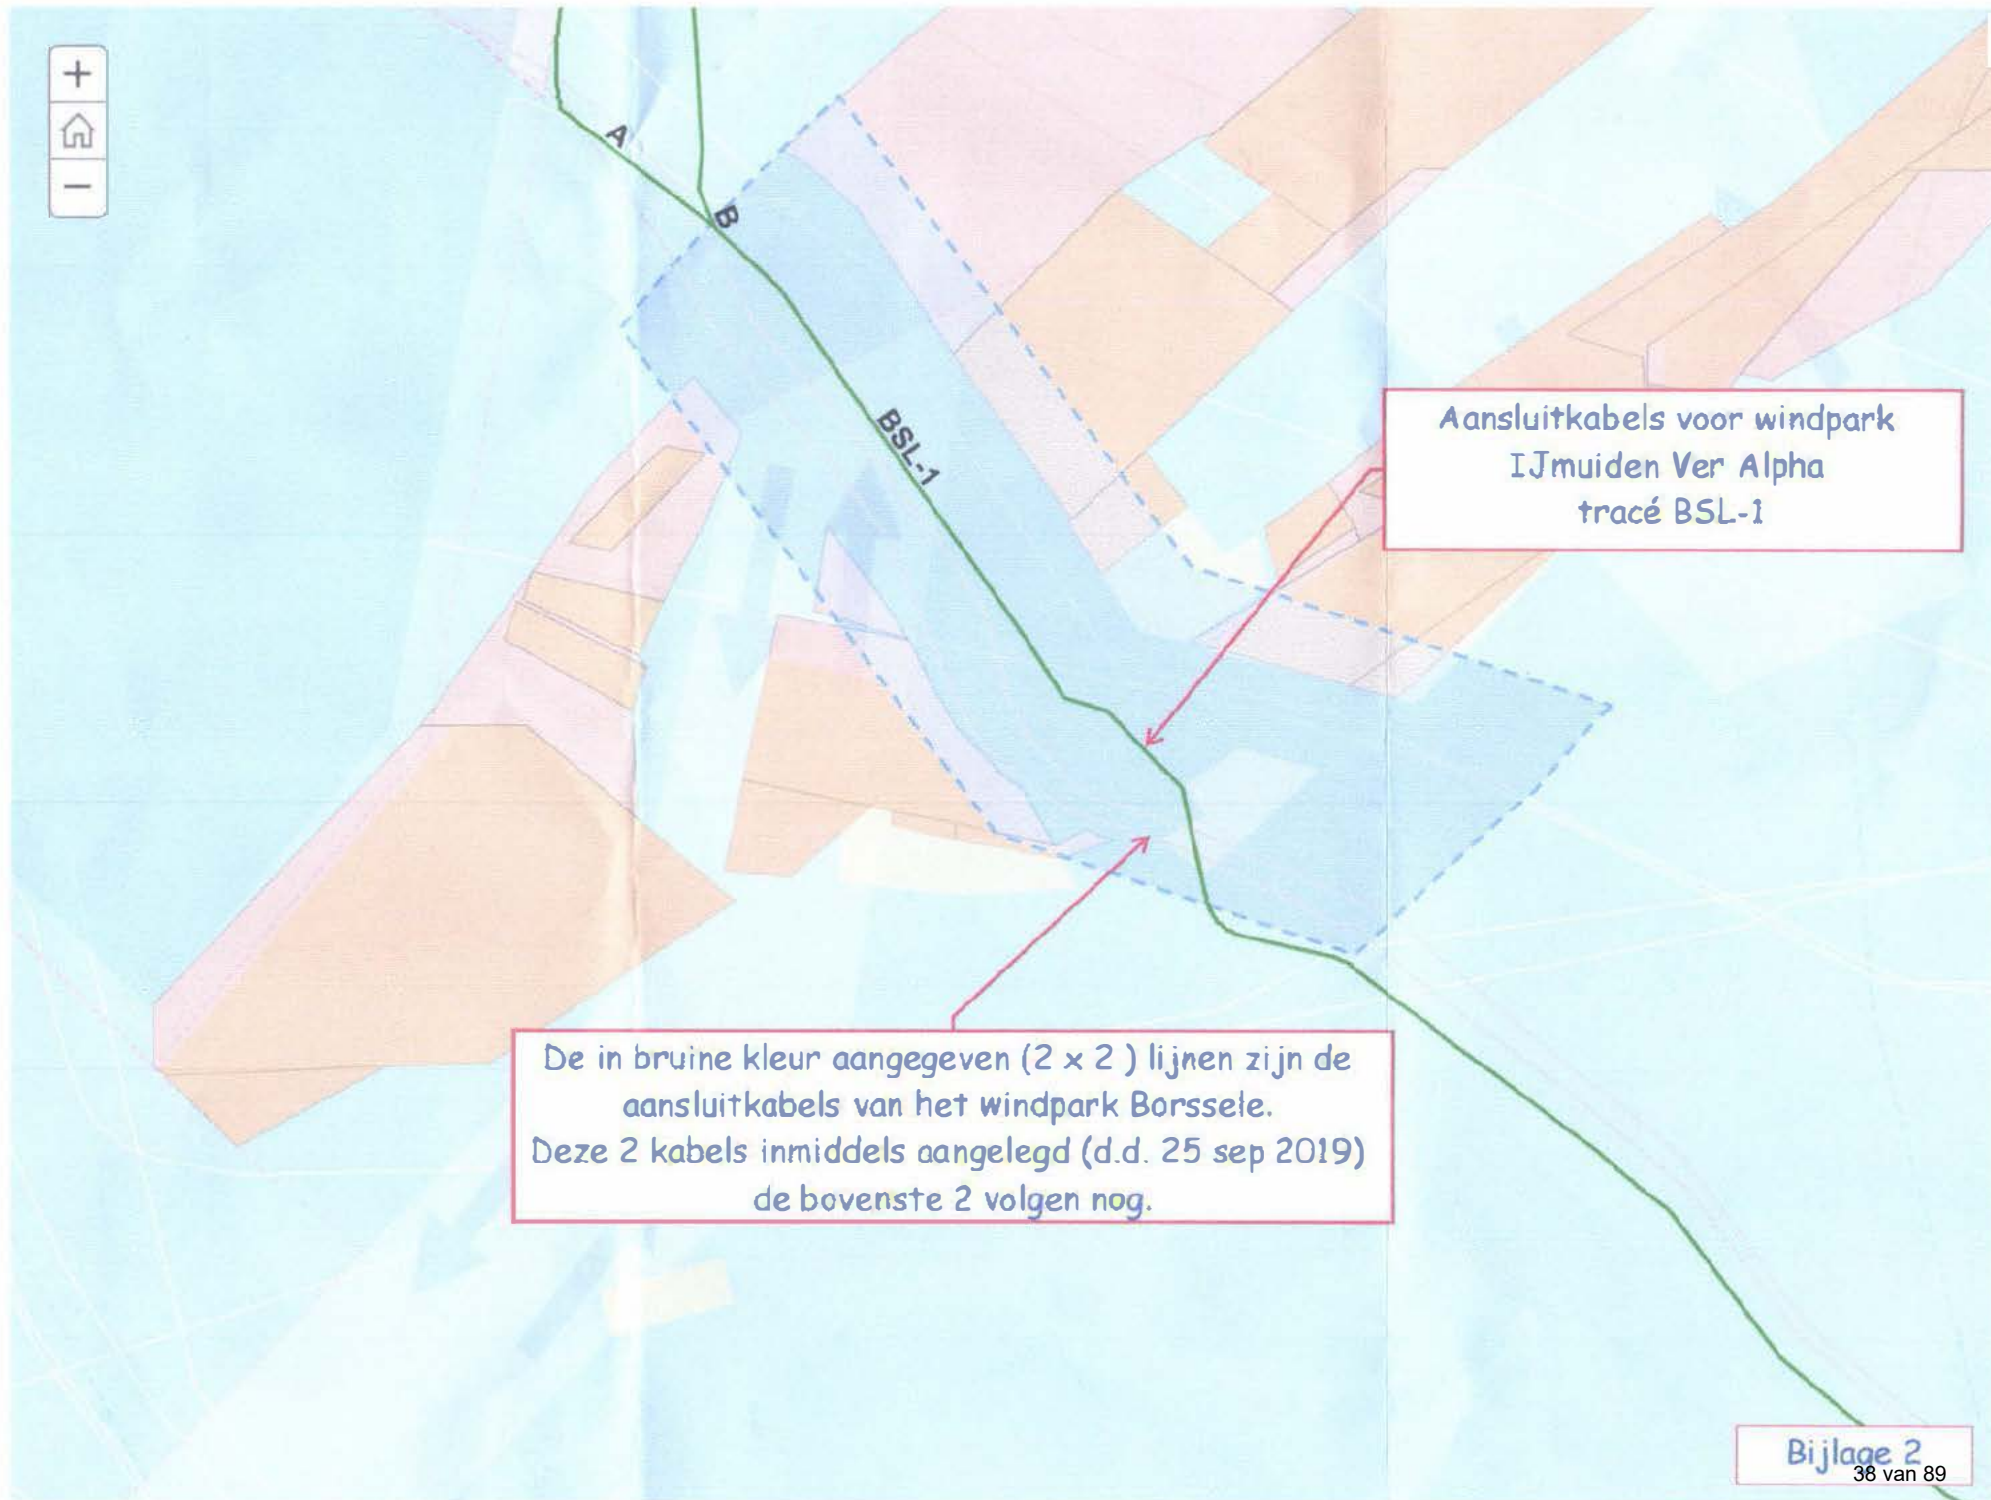 +
−
A
B
BSL-1
Aansluitkabels voor windpark
IJmuiden Ver Alpha
tracé BSL-1
De in bruine kleur aangegeven (2 x 2 ) lijnen zijn de
aansluitkabels van het windpark Borssele.
Deze 2 kabels inmiddels aangelegd (d.d. 25 sep 2019)
de bovenste 2 volgen nog.
Bijlage 2
38 van 89